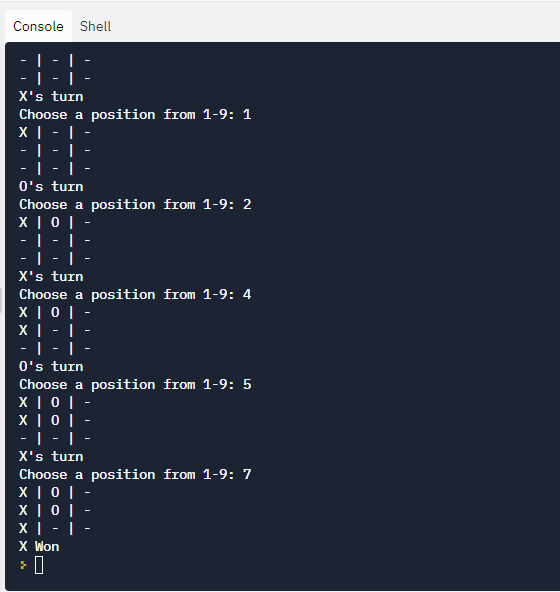 Console Shell
- | - | -
- | - | -
X's turn
Choose a position from 1-9: 1
X | - | -
- | - | -
- | - | -
O's turn
Choose a position from 1-9: 2
X | O | -
- | - | -
- | - | -
X's turn
Choose a position from 1-9: 4
X | O | -
X | - | -
- | - | -
O's turn
Choose a position from 1-9: 5
X | O | -
X | O | -
- | - | -
X's turn
Choose a position from 1-9: 7
X | O | -
X | O | -
X | - | -
X Won